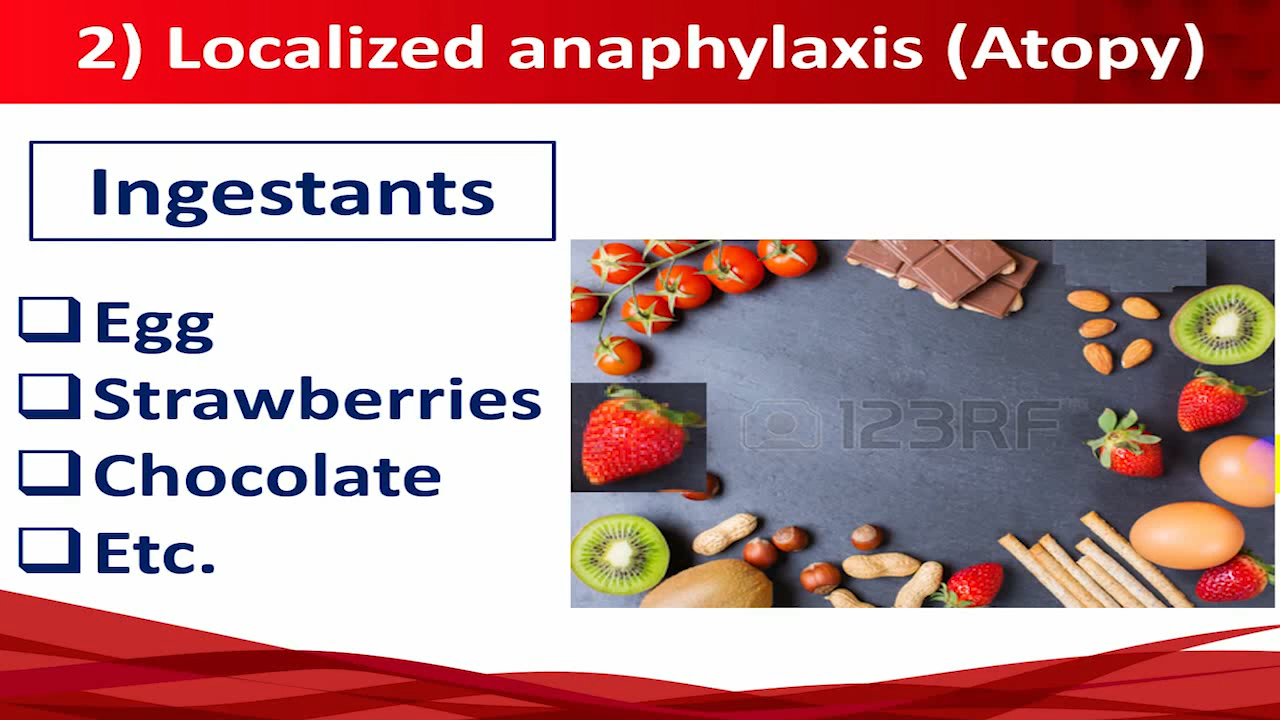 2) Localized anaphylaxis (Atopy)
Ingestants
Egg
Strawberries
Chocolate
Etc.
123RF